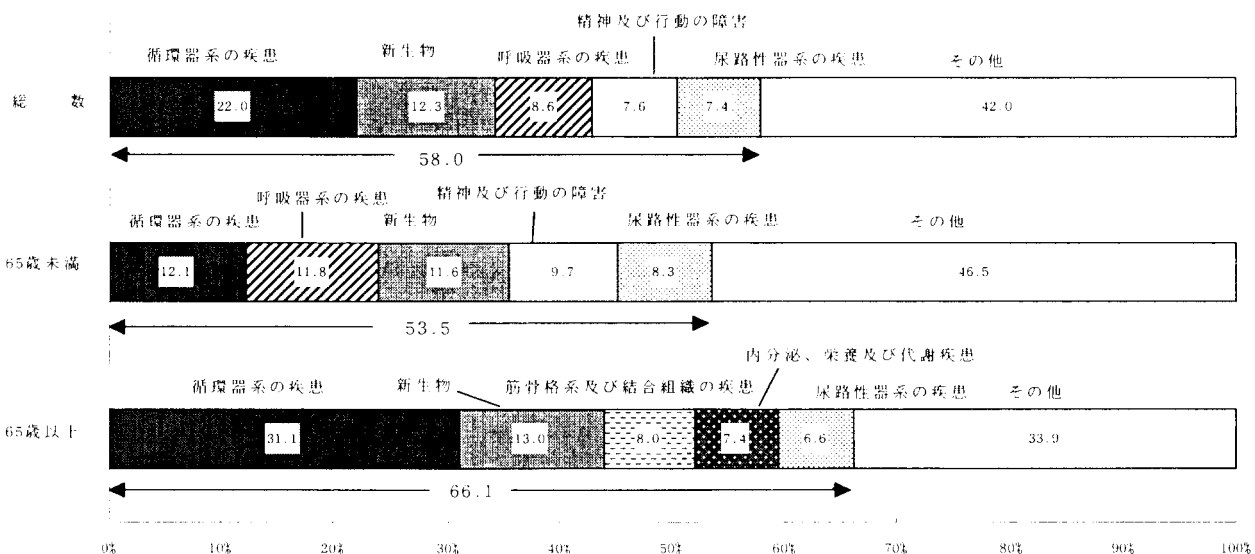 精神及び行動の障害
循環器系の疾患 新生物 呼吸器系の疾患 尿路性器系の疾患 その他
総 数 22.0 12.3 8.6 7.6 7.4 42.0
58.0
呼吸器系の疾患 精神及び行動の障害
循環器系の疾患 新生物 尿路性器系の疾患 その他
65歳未満 12.1 11.8 11.6 9.7 8.3 46.5
53.5
内分泌、栄養及び代謝疾患
循環器系の疾患 新生物 筋骨格系及び結合組織の疾患 尿路性器系の疾患 その他
65歳以上 31.1 13.0 8.0 7.4 6.6 33.9
66.1
0% 10% 20% 30% 40% 50% 60% 70% 80% 90% 100%